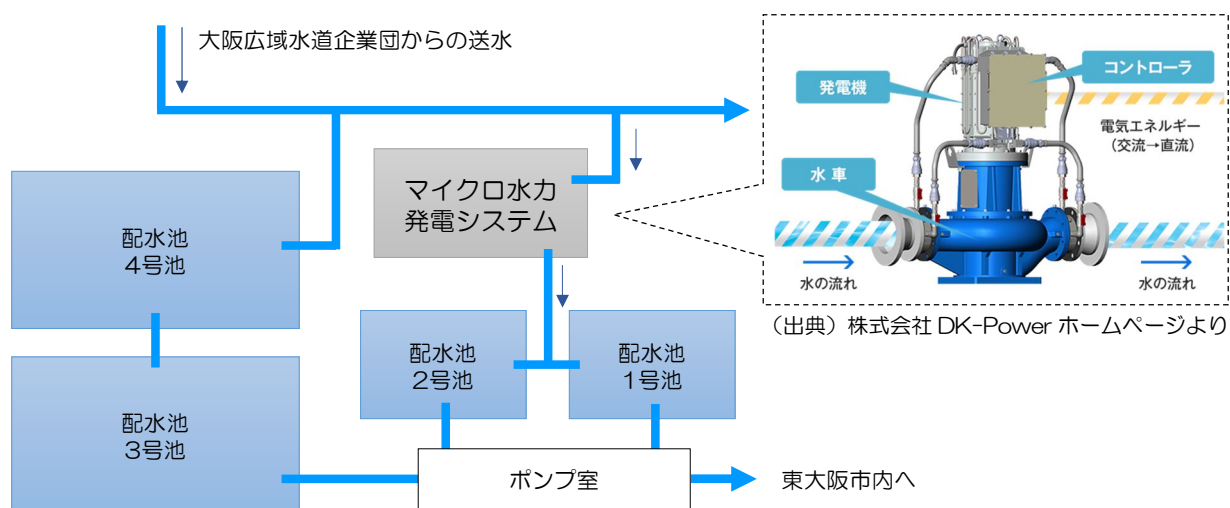 大阪広域水道企業団からの送水
マイクロ水力
発電システム
配水池
4号池
配水池
3号池
配水池
2号池
配水池
1号池
ポンプ室
東大阪市内へ
発電機
コントローラ
電気エネルギー
(交流→直流)
水車
水の流れ
水の流れ
(出典)株式会社 DK-Power ホームページより